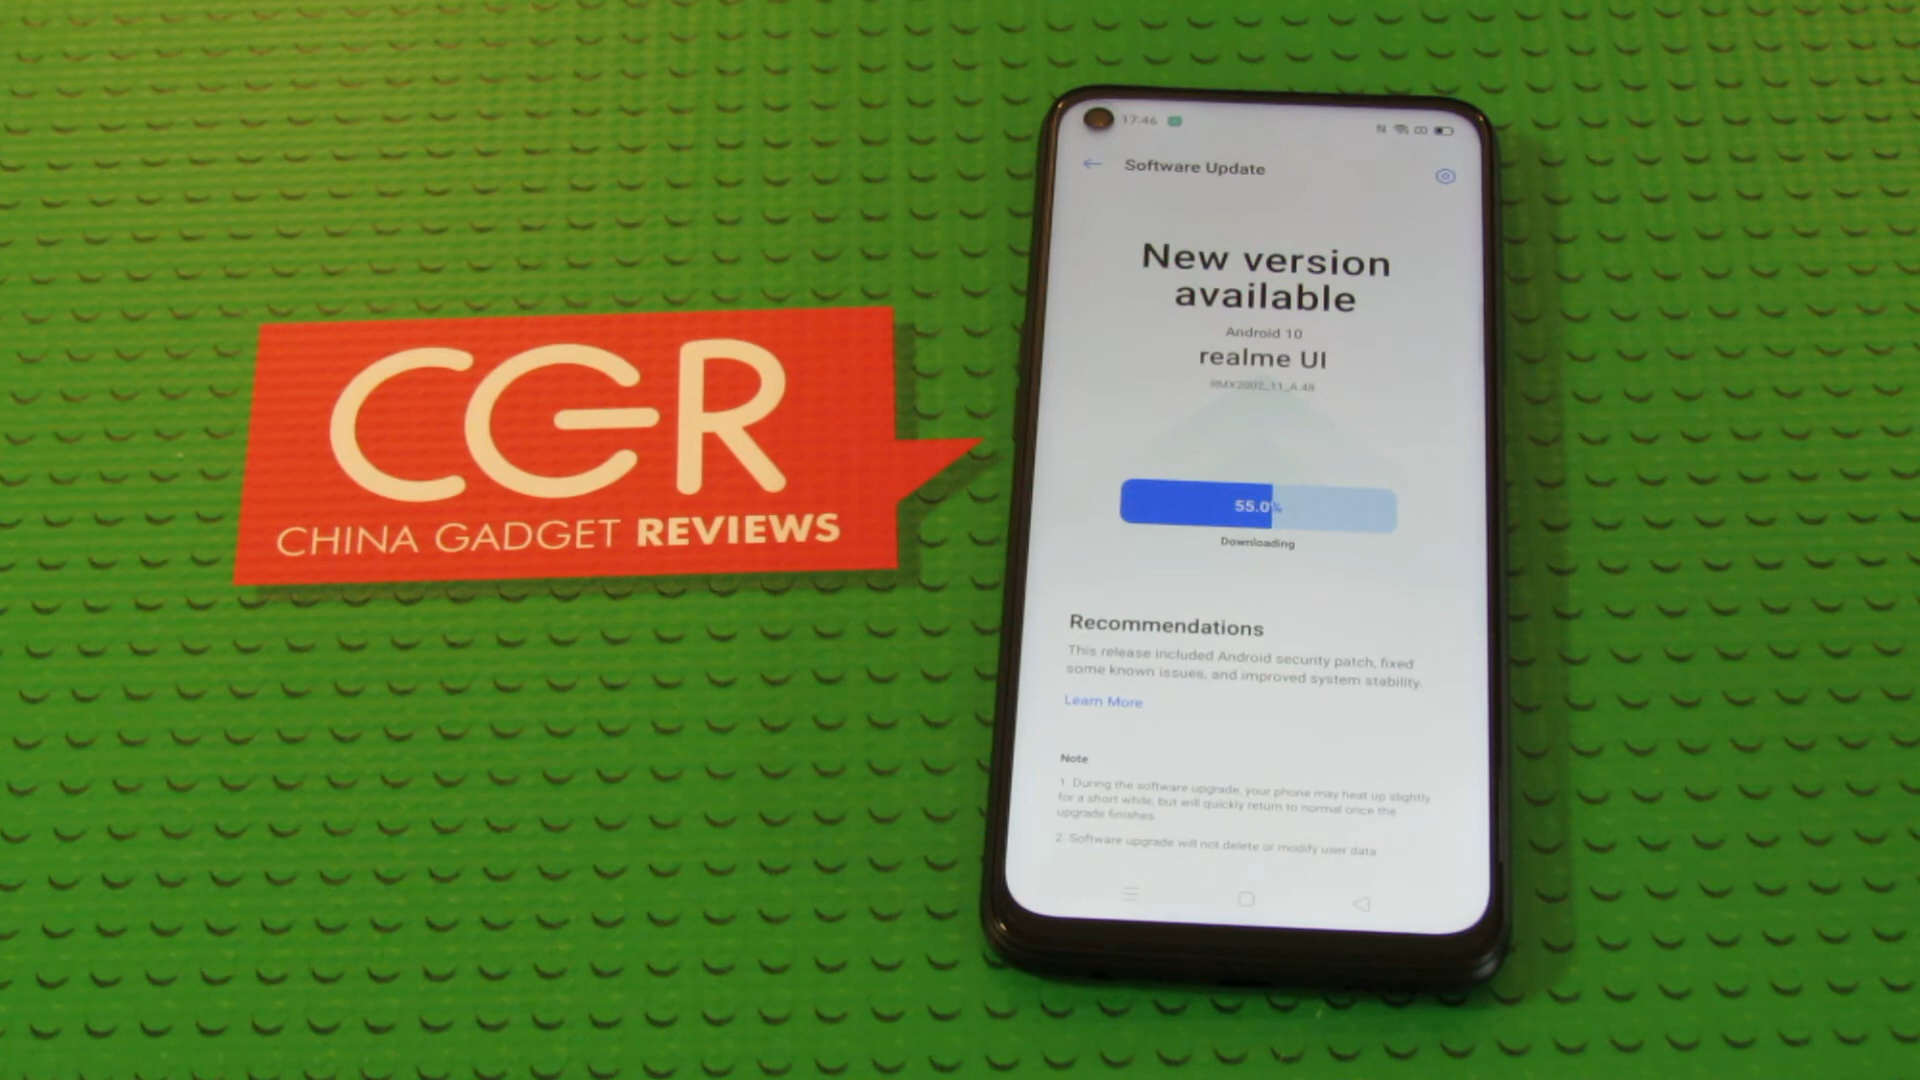 CGR
CHINA GADGET REVIEWS
17:46
Software Update
New version
available
Android 10
realme UI
RMX2002_11_A.48
55.0%
Downloading
Recommendations
This release included Android security patch, fixed
some known issues, and improved system stability.
Learn More
Note
1. During the software upgrade, your phone may heat up slightly
for a short while, but will quickly return to normal once the
upgrade finishes.
2. Software upgrade will not delete or modify user data